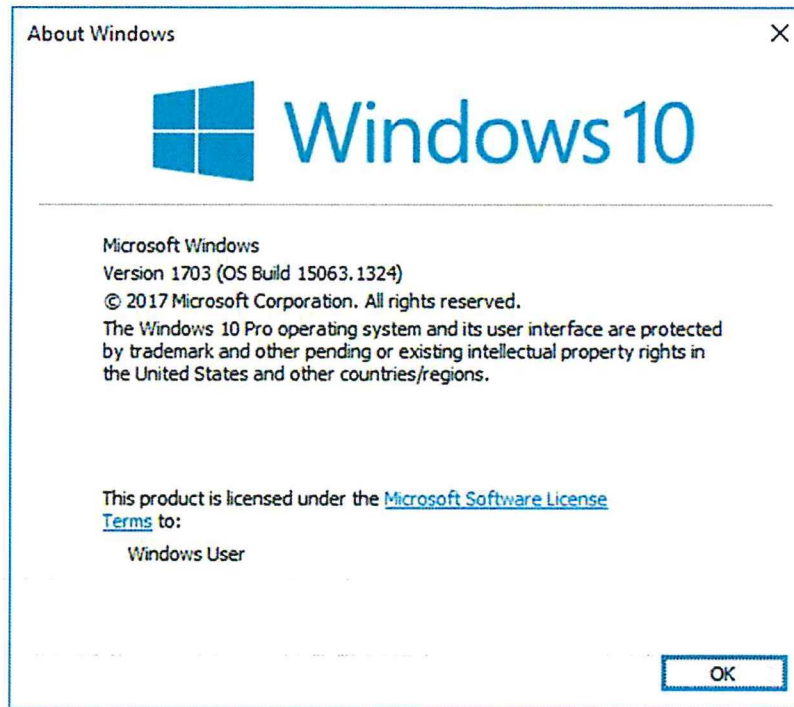 About Windows
Windows 10
Microsoft Windows
Version 1703 (OS Build 15063.1324)
© 2017 Microsoft Corporation. All rights reserved.
The Windows 10 Pro operating system and its user interface are protected
by trademark and other pending or existing intellectual property rights in
the United States and other countries/regions.
This product is licensed under the Microsoft Software License
Terms to:
Windows User
OK